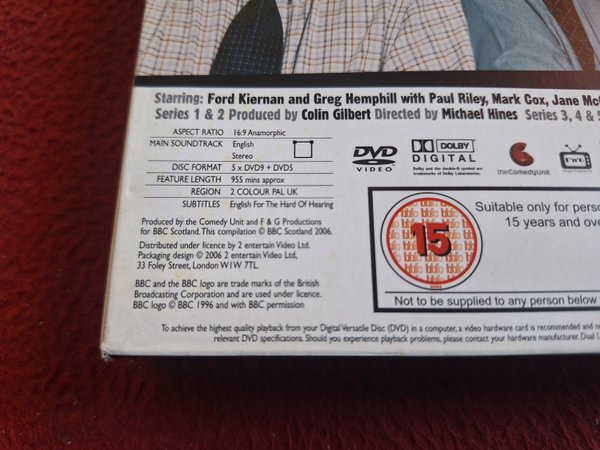 Starring: Ford Kiernan and Greg Hemphill with Paul Riley, Mark Cox, Jane
Series 1 & 2 Produced by Colin Gilbert Directed by Michael Hines Series 3, 4 &
ASPECT RATIO 16:9 Anamorphic
MAIN SOUNDTRACK English
Stereo
DISC FORMAT 5 x DVD9 + DVD5
FEATURE LENGTH 955 mins approx
REGION 2 COLOUR PAL UK
SUBTITLES English For The Hard Of Hearing
DVD
VIDEO
DOLBY
DIGITAL
Dolby and the double-D symbol are
trademarks of Dolby Laboratories.
theComedyunit
Produced by the Comedy Unit and F & G Productions
for BBC Scotland. This compilation © BBC Scotland 2006.
Distributed under licence by 2 entertain Video Ltd.
Packaging design © 2006 2 entertain Video Ltd,
33 Foley Street, London W1W 7TL.
BBC and the BBC logo are trade marks of the British
Broadcasting Corporation and are used under licence.
BBC logo © BBC 1996 and with BBC permission
15
Suitable only for
15 years and
Not to be supplied to any person below
To achieve the highest quality playback from your Digital Versatile Disc (DVD) in a computer, a video hardware card is recommended and
relevant DVD specifications. Should you experience playback problems, please contact your hardware manufacturer. Dual